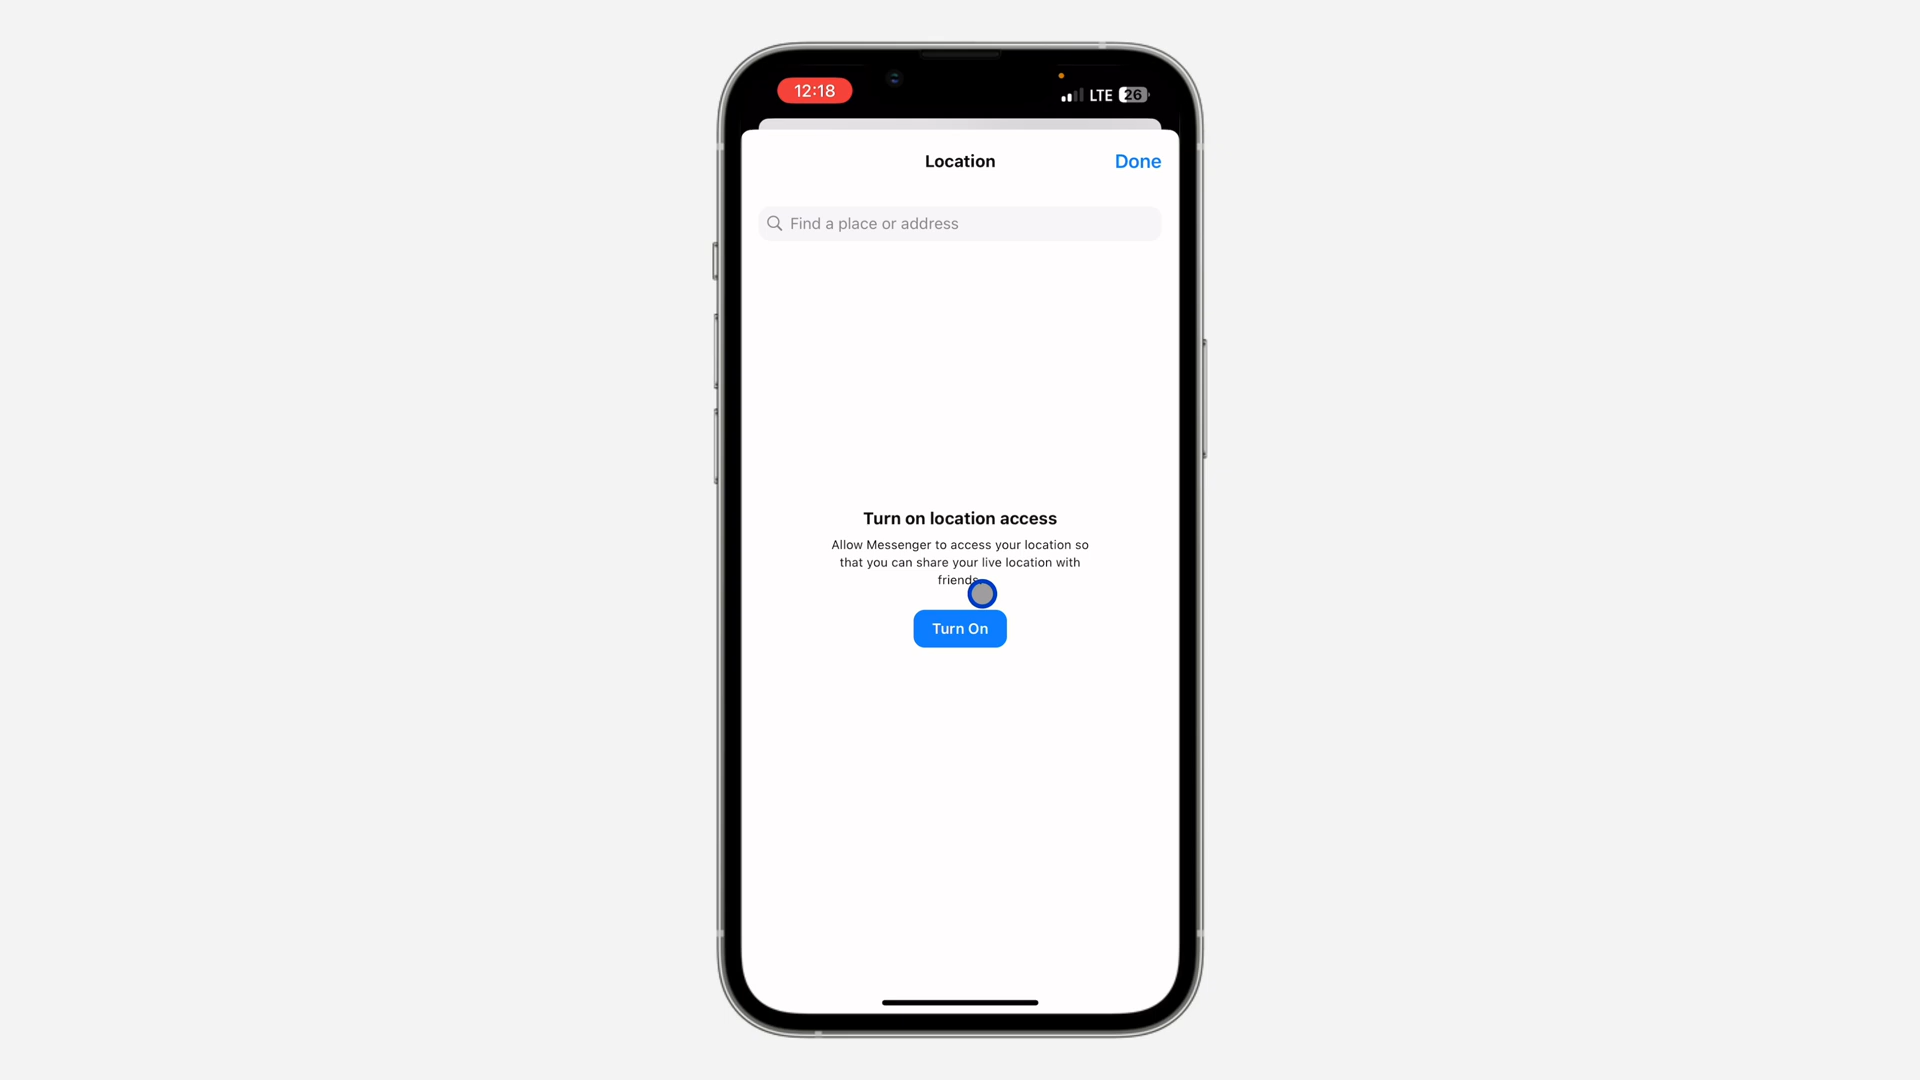 12:18
LTE 26
Location
Done
Find a place or address
Turn on location access
Allow Messenger to access your location so
that you can share your live location with
friends.
Turn On